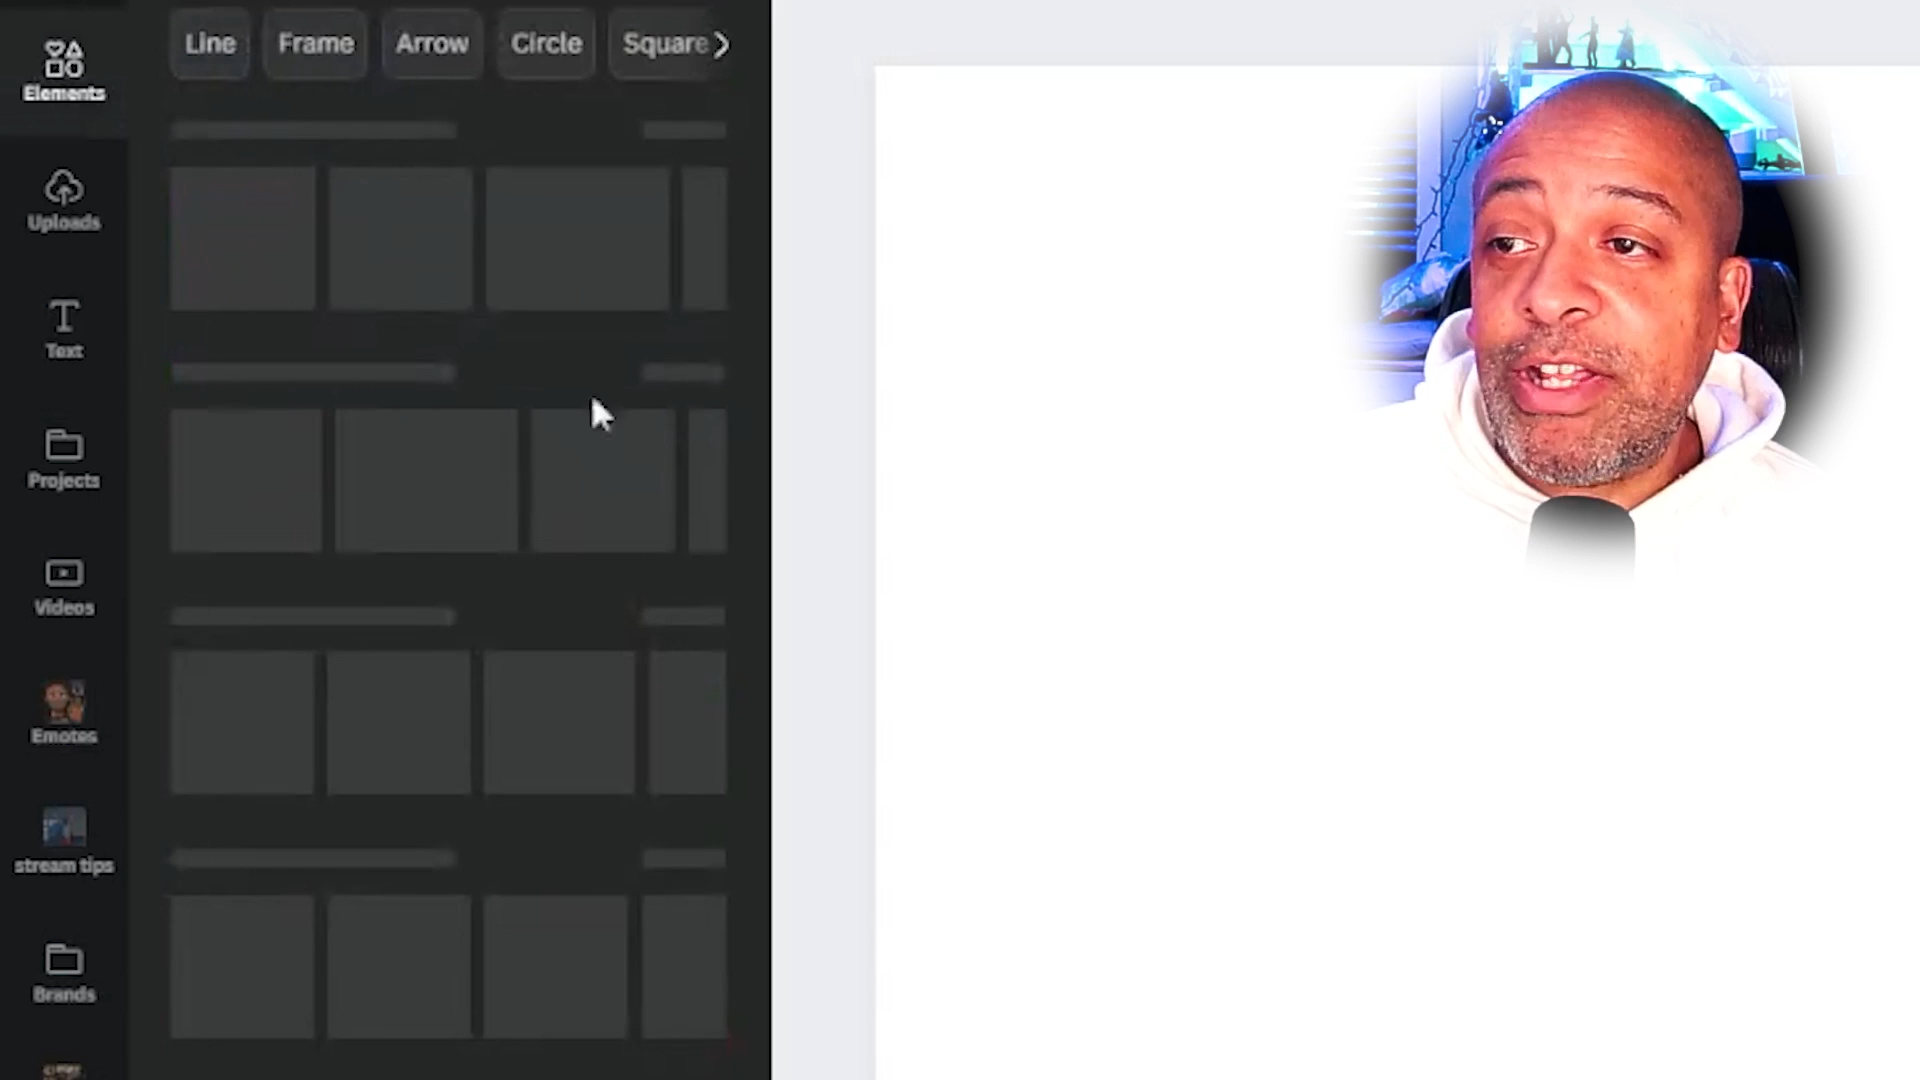 Line
Frame
Arrow
Circle
Square
Elements
Uploads
Text
Projects
Videos
Emotes
stream tips
Brands